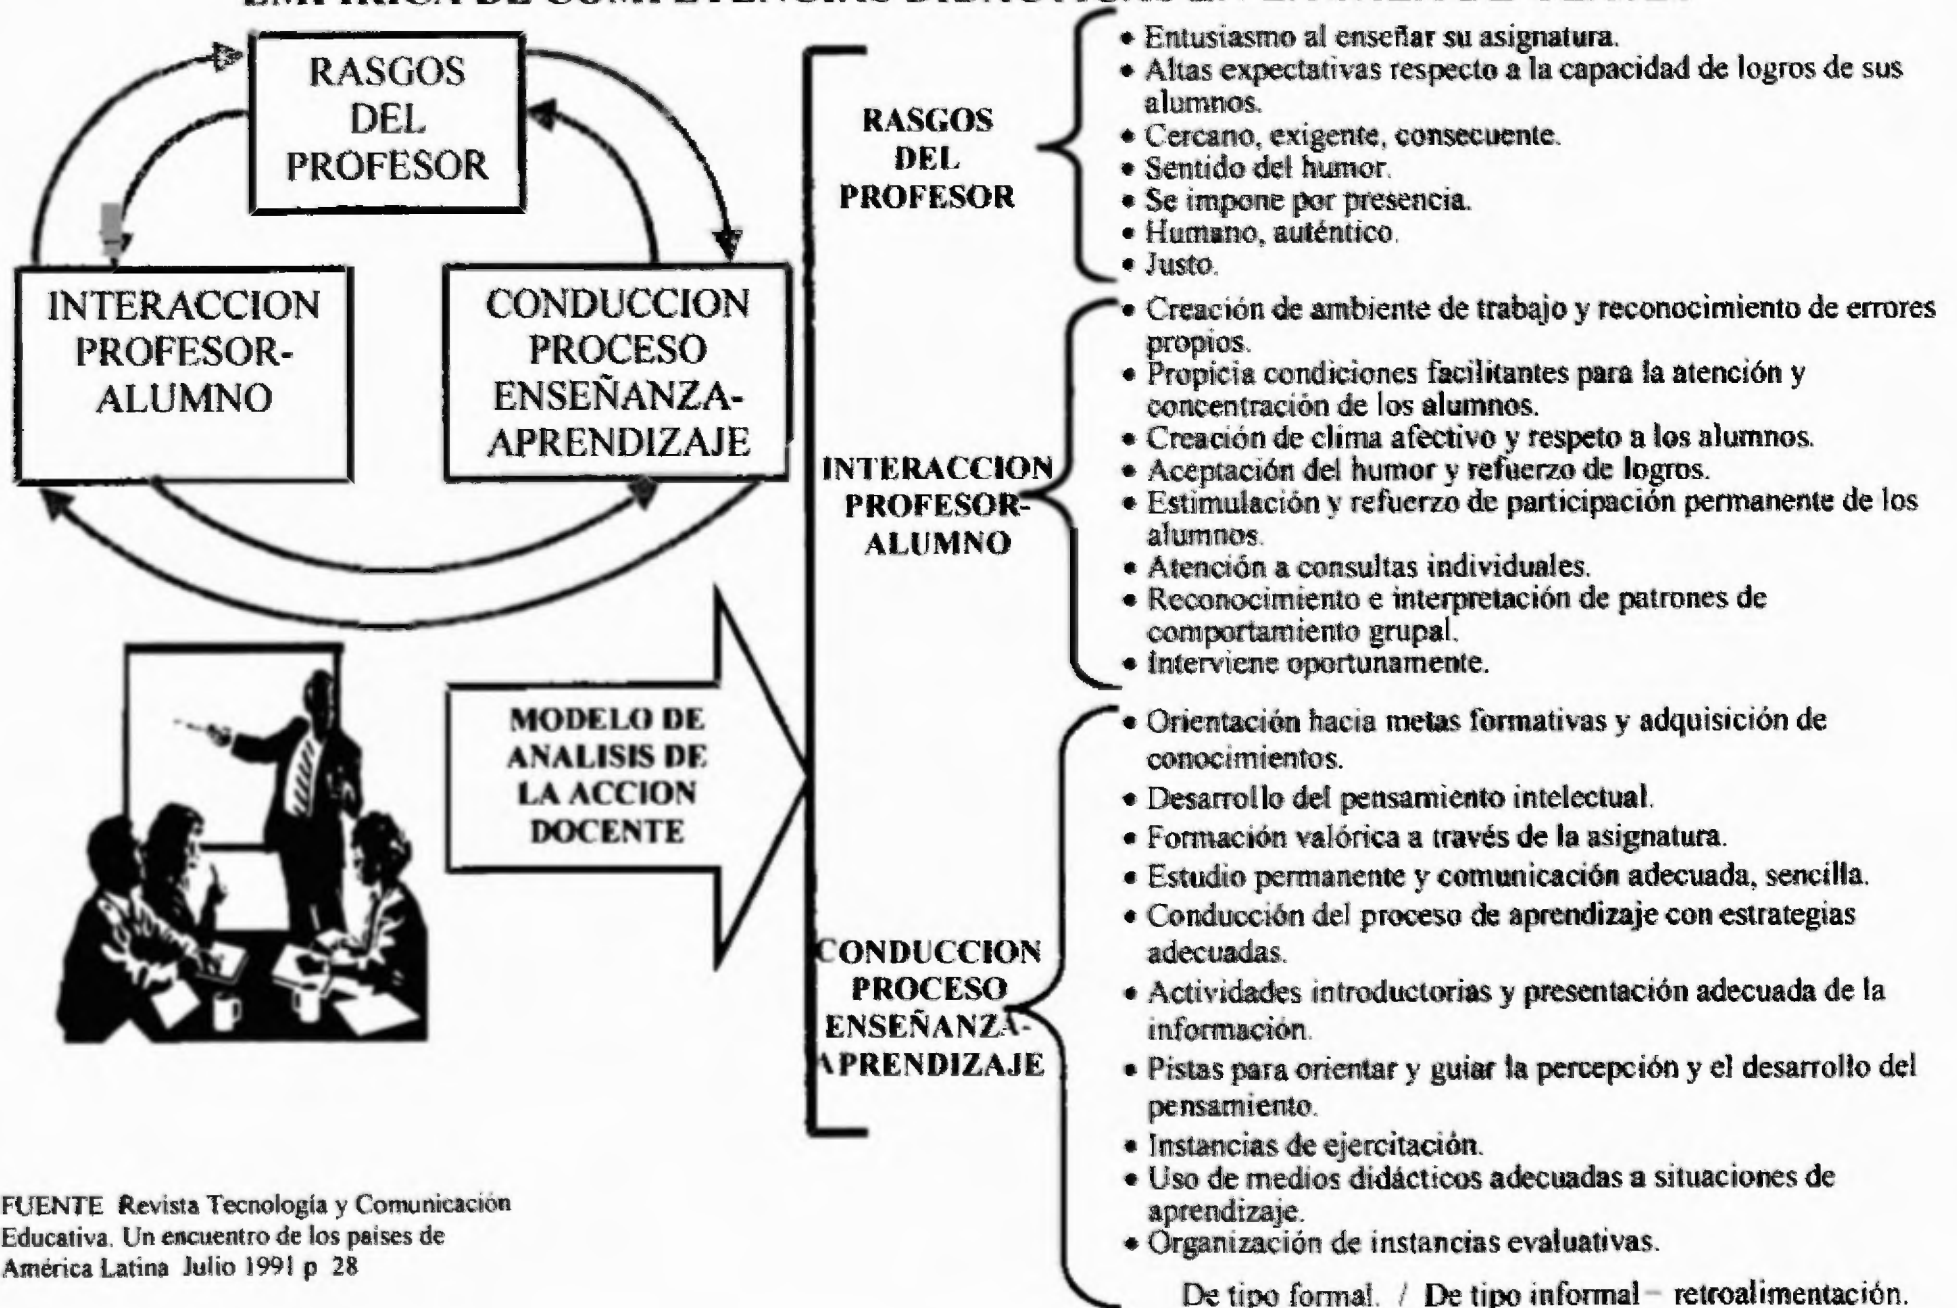 EMPIRICA DE COMPETENCIAS DIDACTICAS EN
RASGOS
DEL
PROFESOR
INTERACCION
PROFESOR-
ALUMNO
CONDUCCION
PROCESO
ENSEÑANZA-
APRENDIZAJE
MODELO DE
ANALISIS DE
LA ACCION
DOCENTE
FUENTE Revista Tecnología y Comunicación
Educativa. Un encuentro de los paises de
América Latina Julio 1991 p 28
RASGOS
DEL
PROFESOR
• Entusiasmo al enseñar su asignatura.
• Altas expectativas respecto a la capacidad de logros de sus
alumnos.
• Cercano, exigente, consecuente.
• Sentido del humor.
• Se impone por presencia.
• Humano, auténtico.
• Justo.
INTERACCION
PROFESOR-
ALUMNO
• Creación de ambiente de trabajo y reconocimiento de errores
propios.
• Propicia condiciones facilitantes para la atención y
concentración de los alumnos.
• Creación de clima afectivo y respeto a los alumnos.
• Aceptación del humor y refuerzo de logros.
• Estimulación y refuerzo de participación permanente de los
alumnos.
• Atención a consultas individuales.
• Reconocimiento e interpretación de patrones de
comportamiento grupal.
• Interviene oportunamente.
CONDUCCION
PROCESO
ENSEÑANZA-
APRENDIZAJE
• Orientación hacia metas formativas y adquisición de
conocimientos.
• Desarrollo del pensamiento intelectual.
• Formación valórica a través de la asignatura.
• Estudio permanente y comunicación adecuada, sencilla.
• Conducción del proceso de aprendizaje con estrategias
adecuadas.
• Actividades introductorias y presentación adecuada de la
información.
• Pistas para orientar y guiar la percepción y el desarrollo del
pensamiento.
• Instancias de ejercitación.
• Uso de medios didácticos adecuadas a situaciones de
aprendizaje.
• Organización de instancias evaluativas.
De tipo formal. / De tipo informal – retroalimentación.